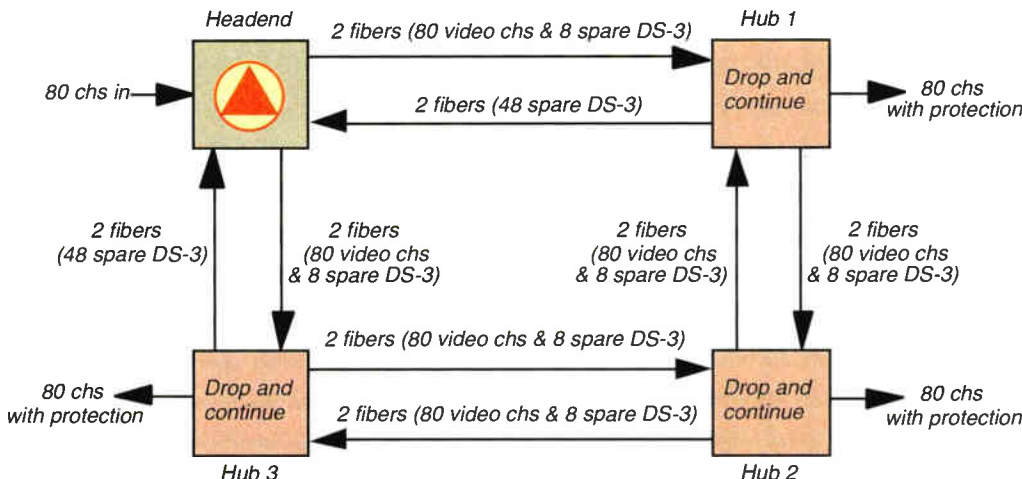 Headend
Hub 1
2 fibers (80 video chs & 8 spare DS-3)
80 chs in
Drop and
continue
80 chs
with protection
2 fibers (48 spare DS-3)
2 fibers
(48 spare DS-3)
2 fibers
(80 video chs
& 8 spare DS-3)
2 fibers
(80 video chs
& 8 spare DS-3)
2 fibers
(80 video chs
& 8 spare DS-3)
2 fibers (80 video chs & 8 spare DS-3)
80 chs
with protection
Drop and
continue
2 fibers (80 video chs & 8 spare DS-3)
Drop and
continue
80 chs
with protection
Hub 3
Hub 2